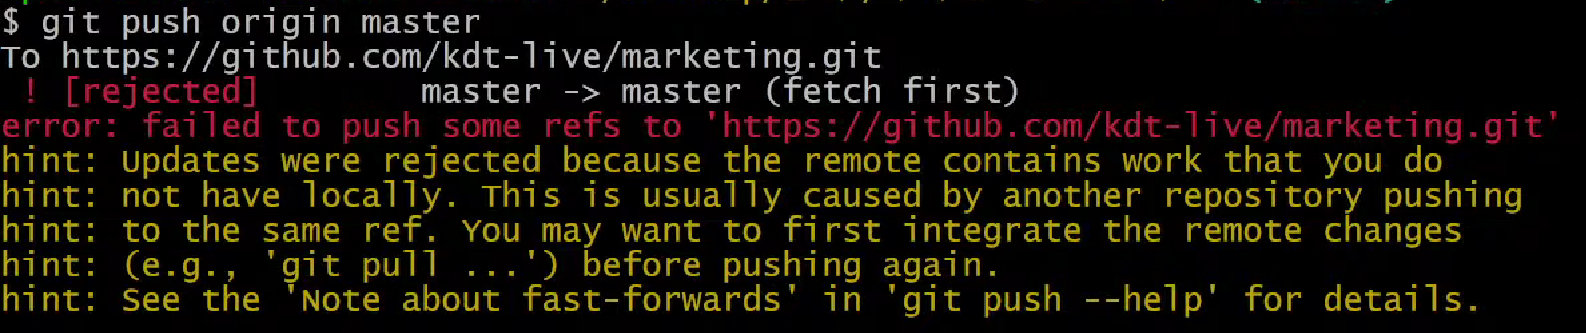 $ git push origin master
To https://github.com/kdt-live/marketing.git
 ! [rejected]        master -> master (fetch first)
error: failed to push some refs to 'https://github.com/kdt-live/marketing.git'
hint: Updates were rejected because the remote contains work that you do
hint: not have locally. This is usually caused by another repository pushing
hint: to the same ref. You may want to first integrate the remote changes
hint: (e.g., 'git pull ...') before pushing again.
hint: See the 'Note about fast-forwards' in 'git push --help' for details.